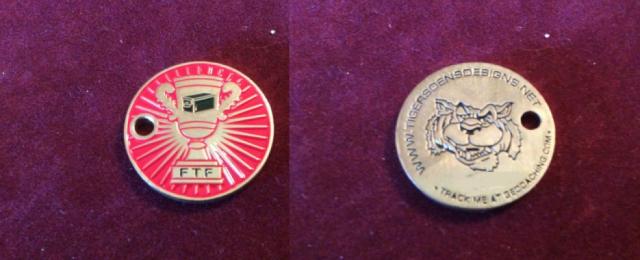 FTF
WWW.TIGERSDENSDESIGNS.NET
• TRACK ME AT GEOCACHING.COM •